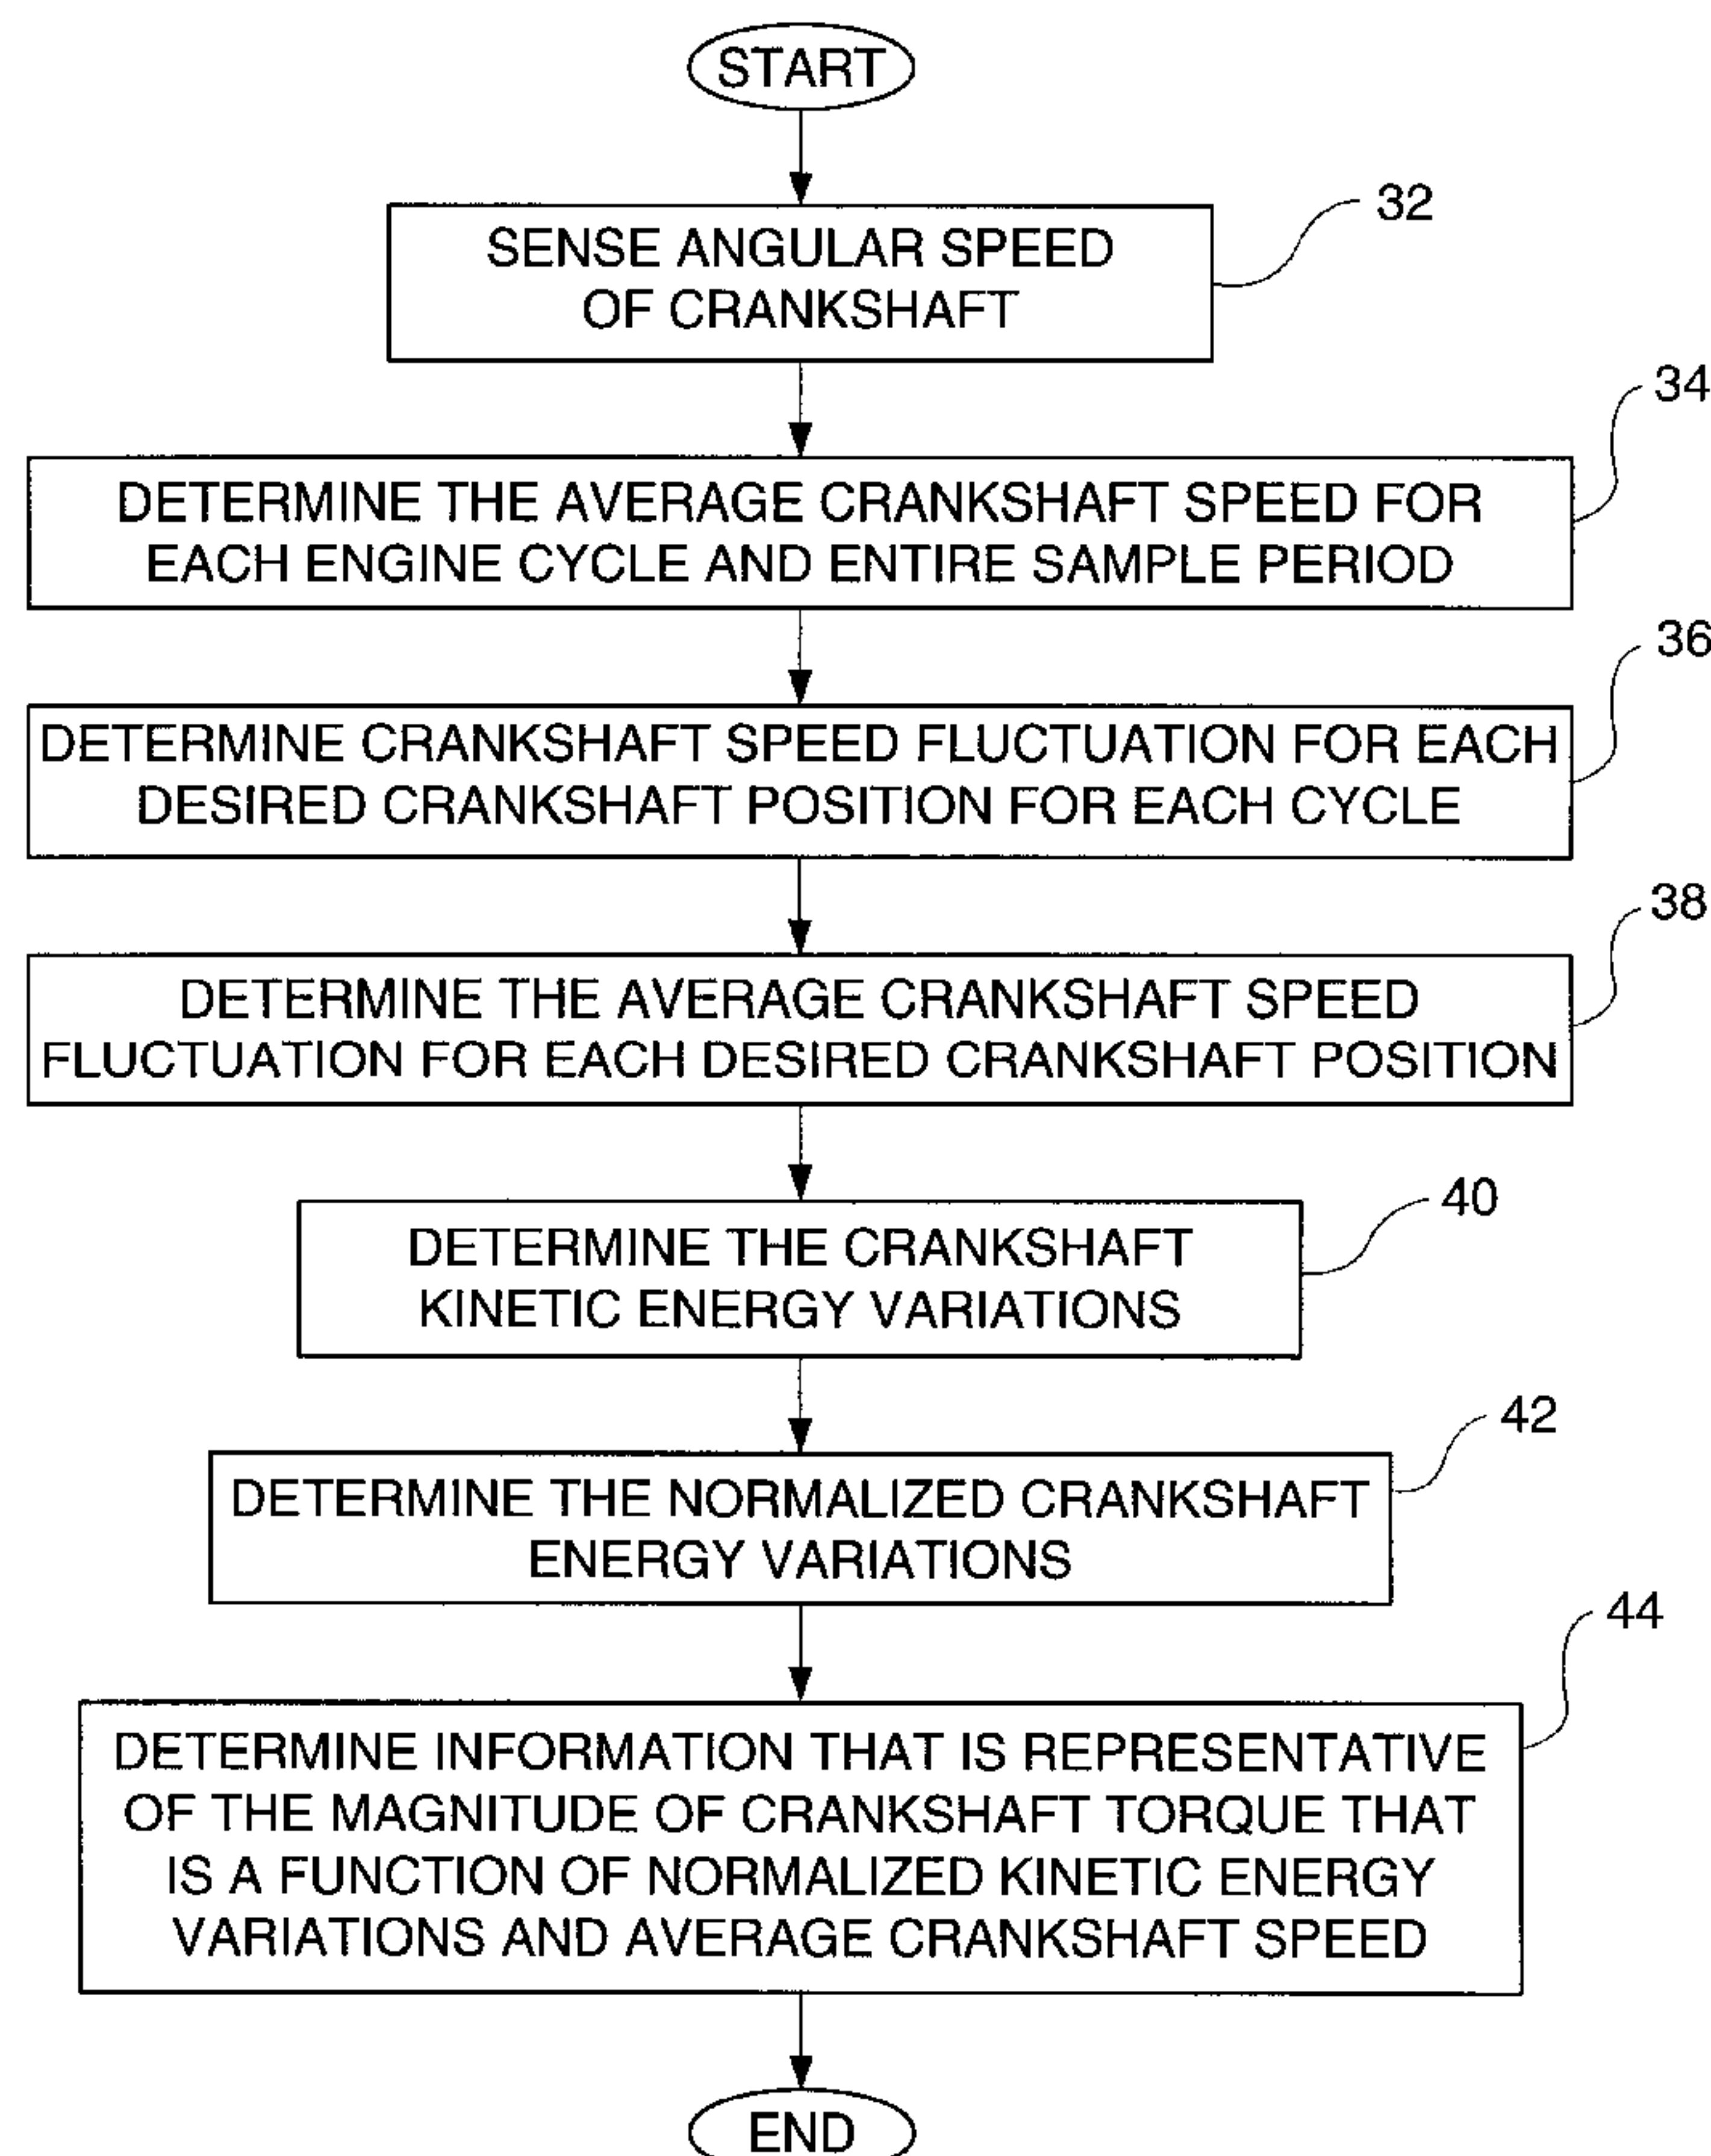 START
32
SENSE ANGULAR SPEED
OF CRANKSHAFT
34
DETERMINE THE AVERAGE CRANKSHAFT SPEED FOR
EACH ENGINE CYCLE AND ENTIRE SAMPLE PERIOD
36
DETERMINE CRANKSHAFT SPEED FLUCTUATION FOR EACH
DESIRED CRANKSHAFT POSITION FOR EACH CYCLE
38
DETERMINE THE AVERAGE CRANKSHAFT SPEED
FLUCTUATION FOR EACH DESIRED CRANKSHAFT POSITION
40
DETERMINE THE CRANKSHAFT
KINETIC ENERGY VARIATIONS
42
DETERMINE THE NORMALIZED CRANKSHAFT
ENERGY VARIATIONS
44
DETERMINE INFORMATION THAT IS REPRESENTATIVE
OF THE MAGNITUDE OF CRANKSHAFT TORQUE THAT
IS A FUNCTION OF NORMALIZED KINETIC ENERGY
VARIATIONS AND AVERAGE CRANKSHAFT SPEED
END